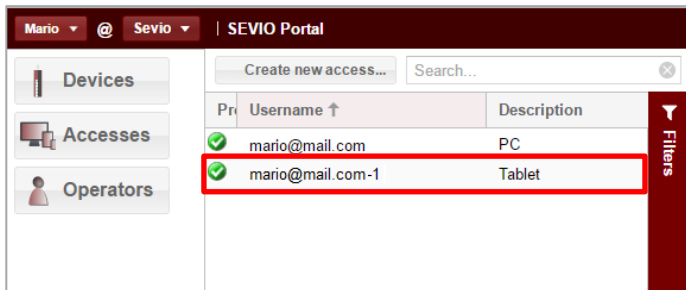 Mario @ Sevio | SEVIO Portal
Devices
Accesses
Operators
Create new access... Search...
Username Description
mario@mail.com PC
mario@mail.com-1 Tablet
Filters